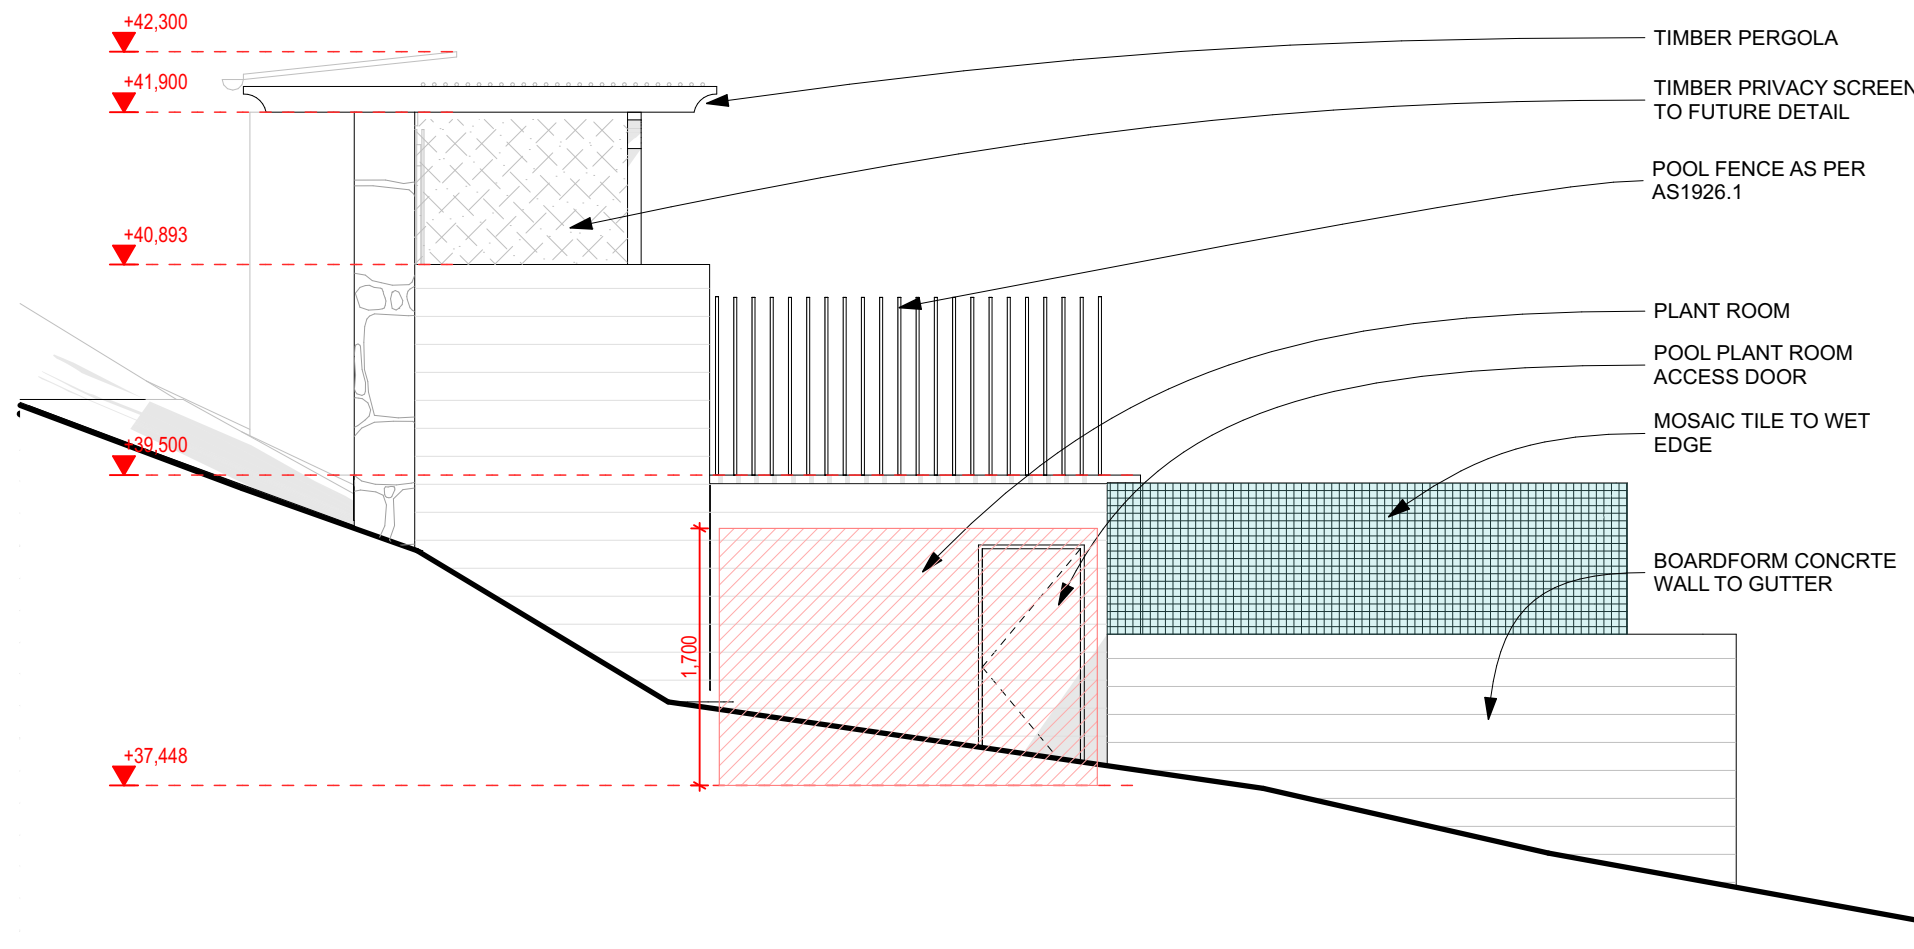 +42,300
+41,900
+40,893
+39,500
+37,448
1,700
TIMBER PERGOLA
TIMBER PRIVACY SCREEN
TO FUTURE DETAIL
POOL FENCE AS PER
AS1926.1
PLANT ROOM
POOL PLANT ROOM
ACCESS DOOR
MOSAIC TILE TO WET
EDGE
BOARDFORM CONCRTE
WALL TO GUTTER